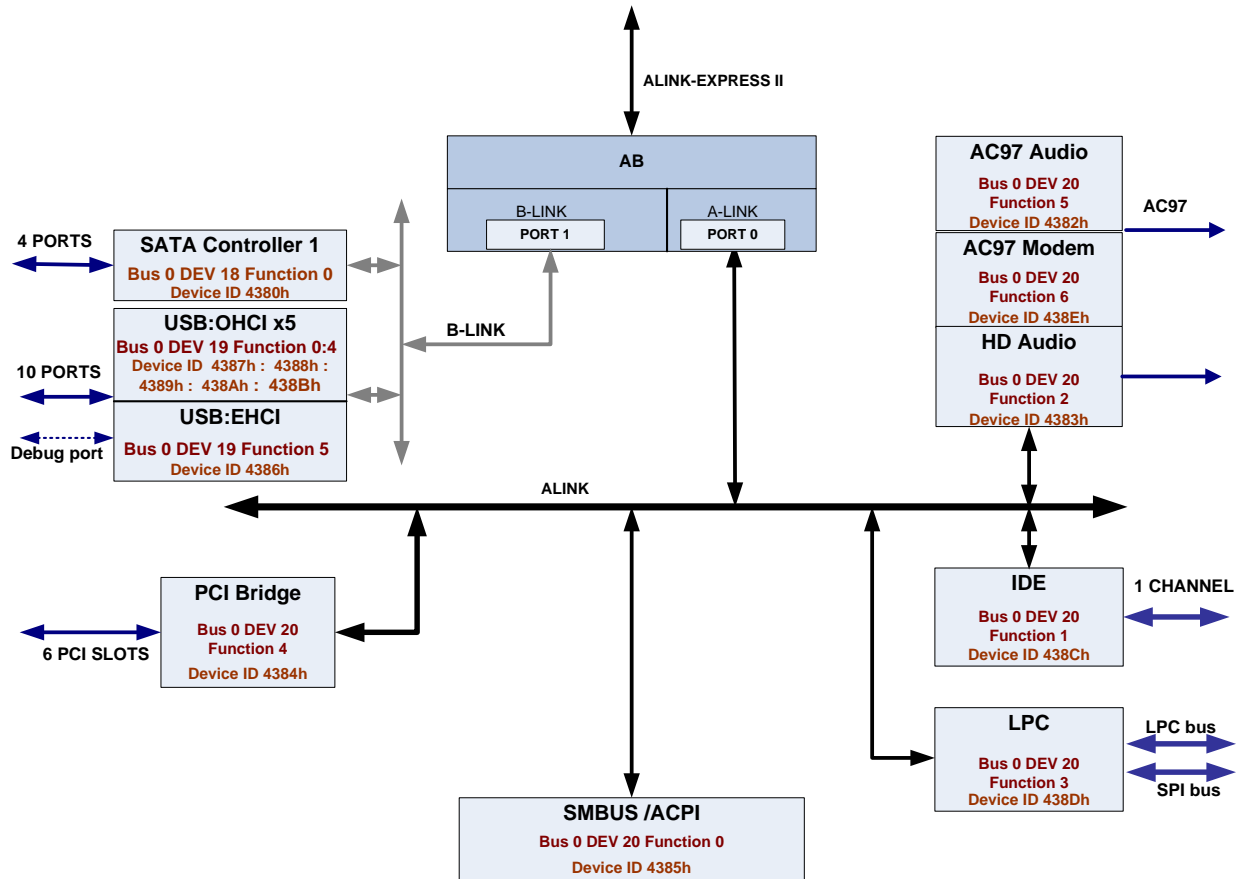 ALINK-EXPRESS II
AB
B-LINK
PORT 1
A-LINK
PORT 0
4 PORTS
SATA Controller 1
Bus 0 DEV 18 Function 0
Device ID 4380h
USB:OHCI x5
Bus 0 DEV 19 Function 0:4
Device ID 4387h : 4388h :
4389h : 438Ah : 438Bh
10 PORTS
USB:EHCI
Bus 0 DEV 19 Function 5
Device ID 4386h
Debug port
B-LINK
AC97 Audio
Bus 0 DEV 20
Function 5
Device ID 4382h
AC97
AC97 Modem
Bus 0 DEV 20
Function 6
Device ID 438Eh
HD Audio
Bus 0 DEV 20
Function 2
Device ID 4383h
ALINK
PCI Bridge
Bus 0 DEV 20
Function 4
Device ID 4384h
6 PCI SLOTS
IDE
Bus 0 DEV 20
Function 1
Device ID 438Ch
1 CHANNEL
LPC
Bus 0 DEV 20
Function 3
Device ID 438Dh
LPC bus
SPI bus
SMBUS /ACPI
Bus 0 DEV 20 Function 0
Device ID 4385h